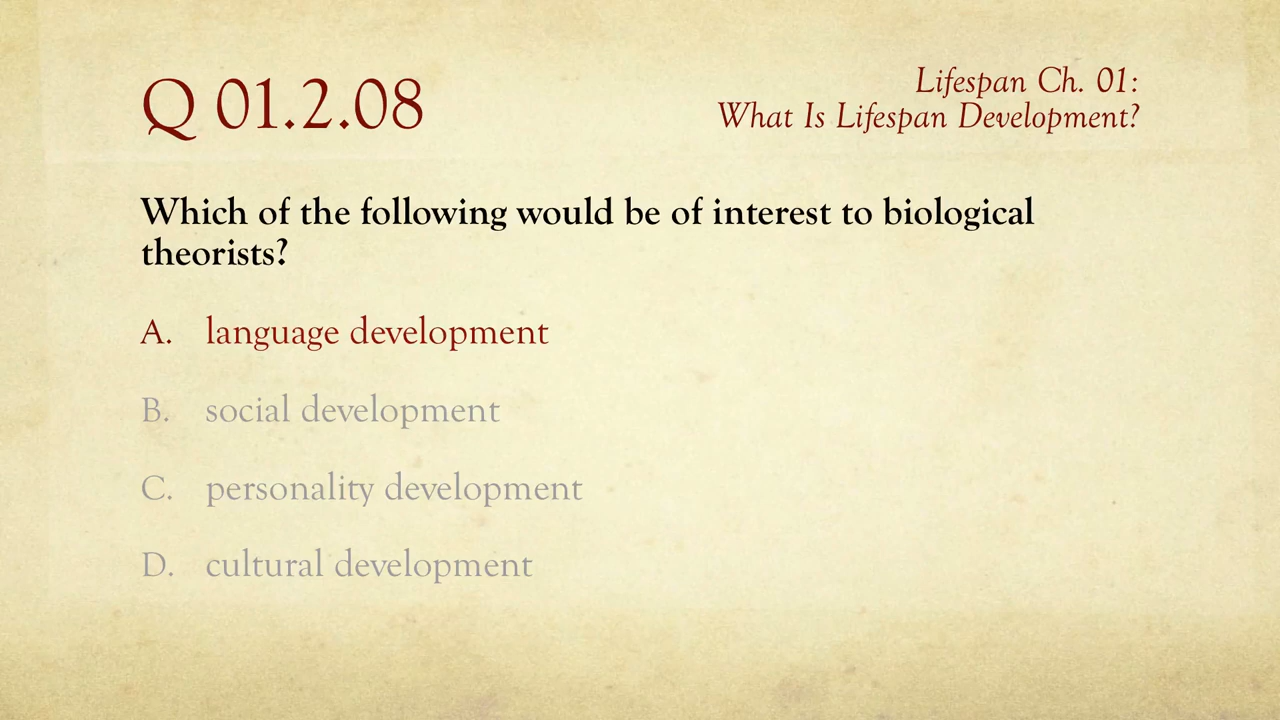 Q 01.2.08
Lifespan Ch. 01:
What Is Lifespan Development?
Which of the following would be of interest to biological
theorists?
A. language development
B. social development
C. personality development
D. cultural development